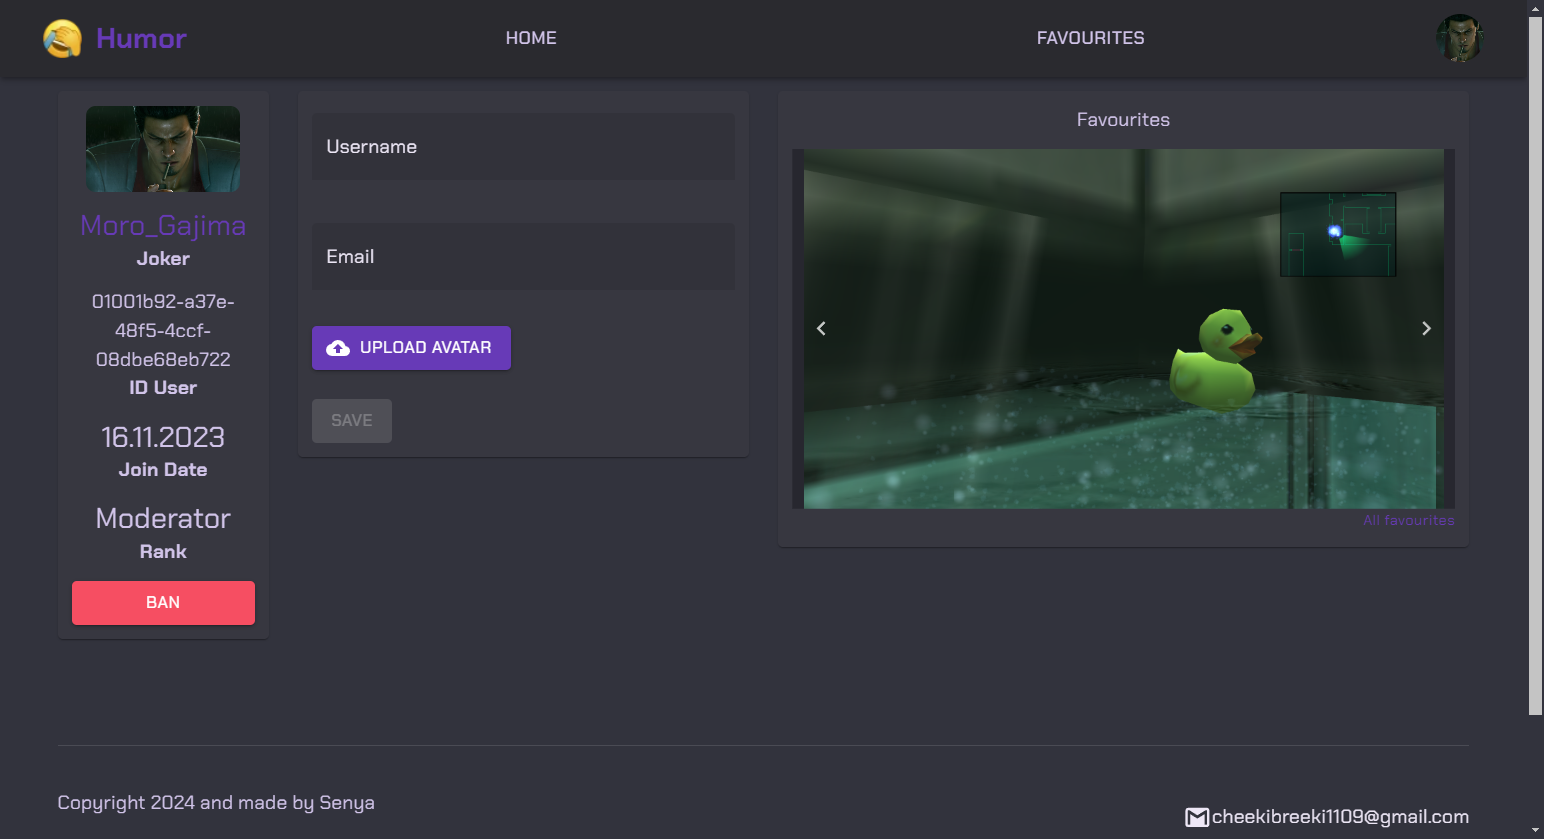 Humor
HOME
FAVOURITES
Moro_Gajima
Joker
01001b92-a37e-
48f5-4ccf-
08dbe68eb722
ID User
16.11.2023
Join Date
Moderator
Rank
BAN
Username
Email
UPLOAD AVATAR
SAVE
Favourites
All favourites
Copyright 2024 and made by Senya
cheekibreeki1109@gmail.com